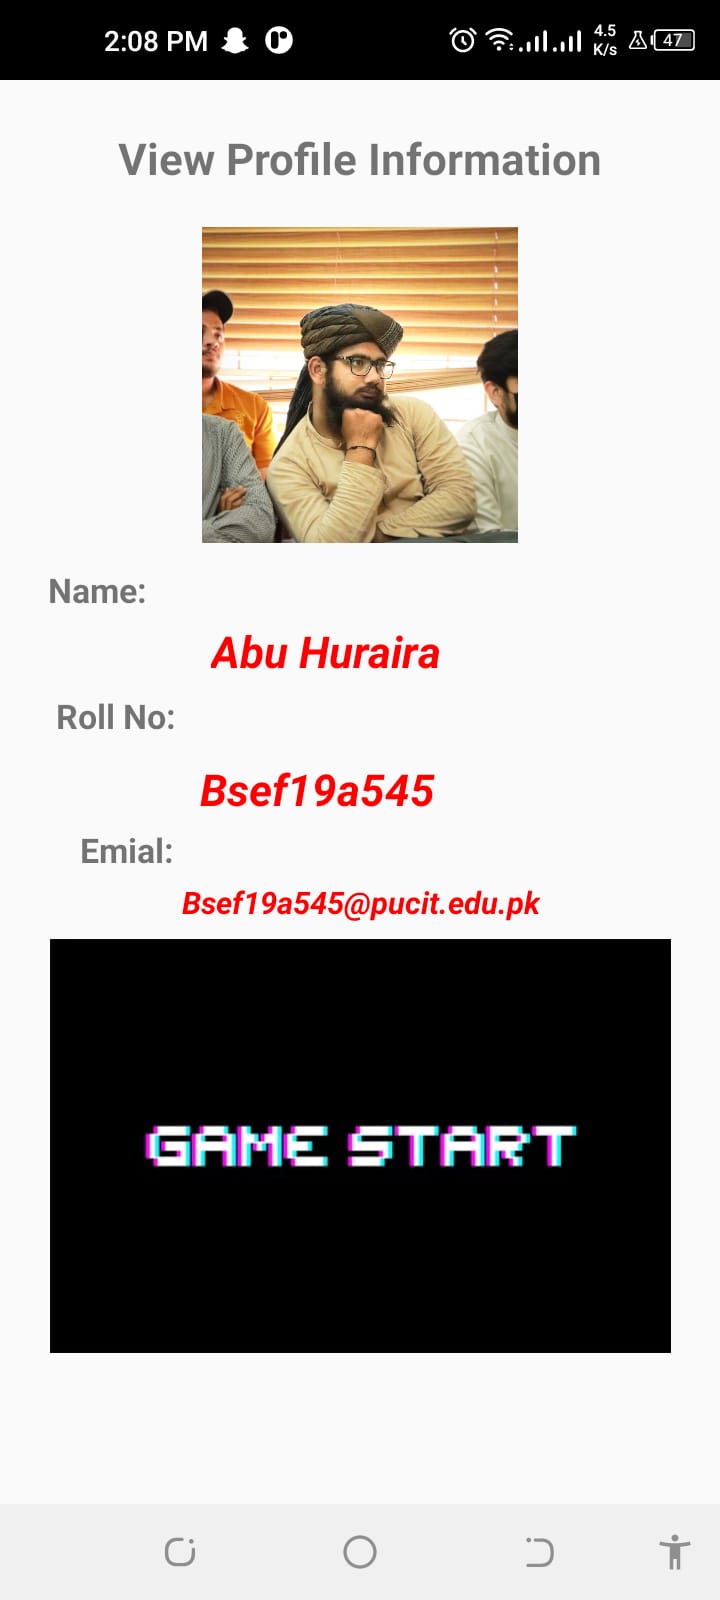 2:08 PM
4.5
K/s
47
View Profile Information
Name:
Abu Huraira
Roll No:
Bsef19a545
Emial:
Bsef19a545@pucit.edu.pk
GAME START